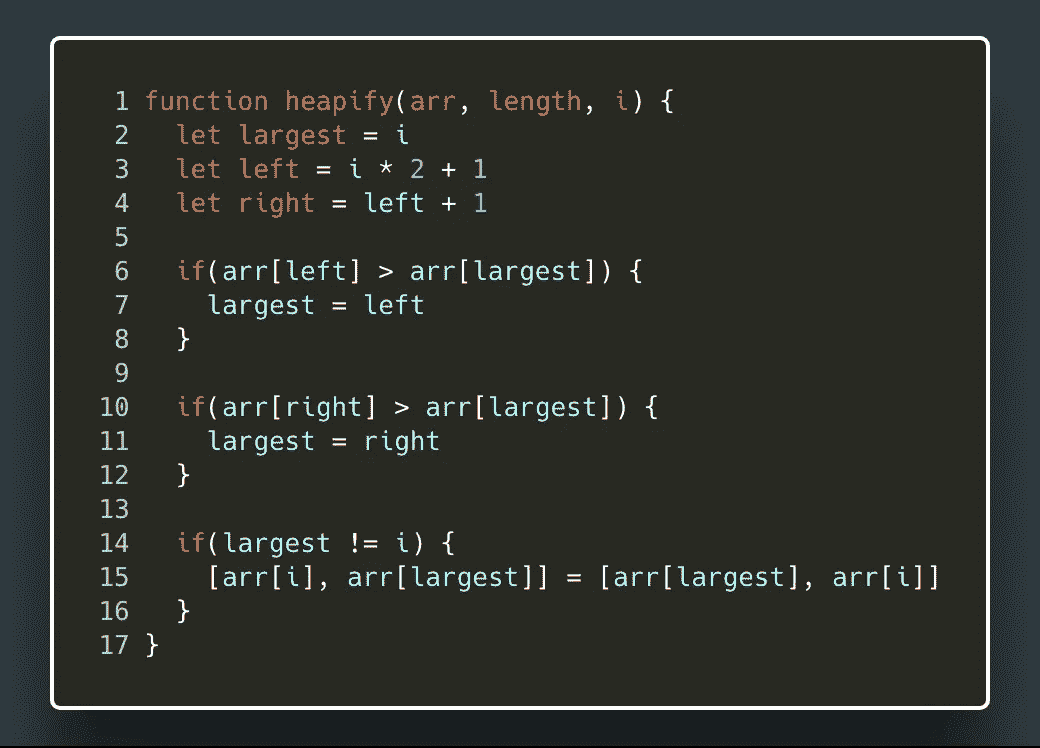 1 function heapify(arr, length, i) {
2   let largest = i
3   let left = i * 2 + 1
4   let right = left + 1
5
6   if(arr[left] > arr[largest]) {
7     largest = left
8   }
9
10   if(arr[right] > arr[largest]) {
11     largest = right
12   }
13
14   if(largest != i) {
15     [arr[i], arr[largest]] = [arr[largest], arr[i]]
16   }
17 }